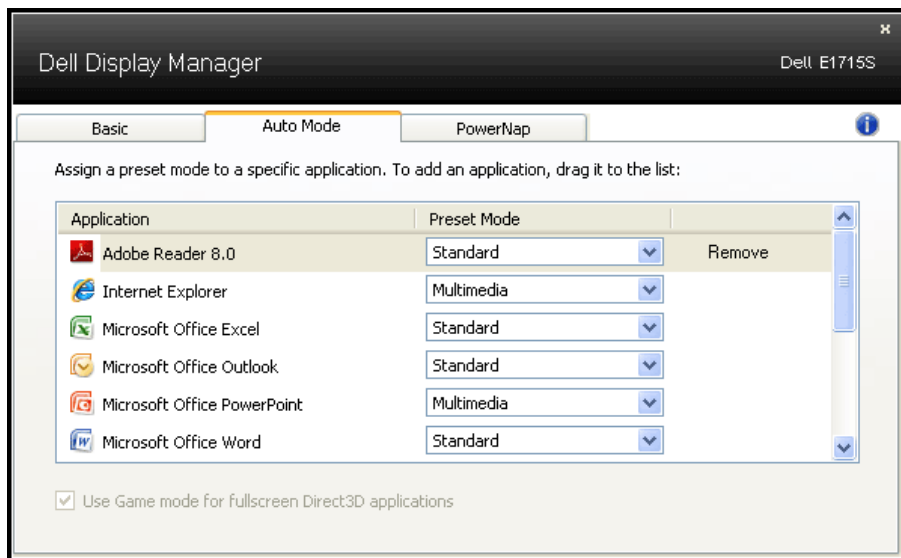 Dell Display Manager
Dell E1715S
Basic
Auto Mode
PowerNap
Assign a preset mode to a specific application. To add an application, drag it to the list:
Application Preset Mode
Adobe Reader 8.0 Standard Remove
Internet Explorer Multimedia
Microsoft Office Excel Standard
Microsoft Office Outlook Standard
Microsoft Office PowerPoint Multimedia
Microsoft Office Word Standard
Use Game mode for fullscreen Direct3D applications